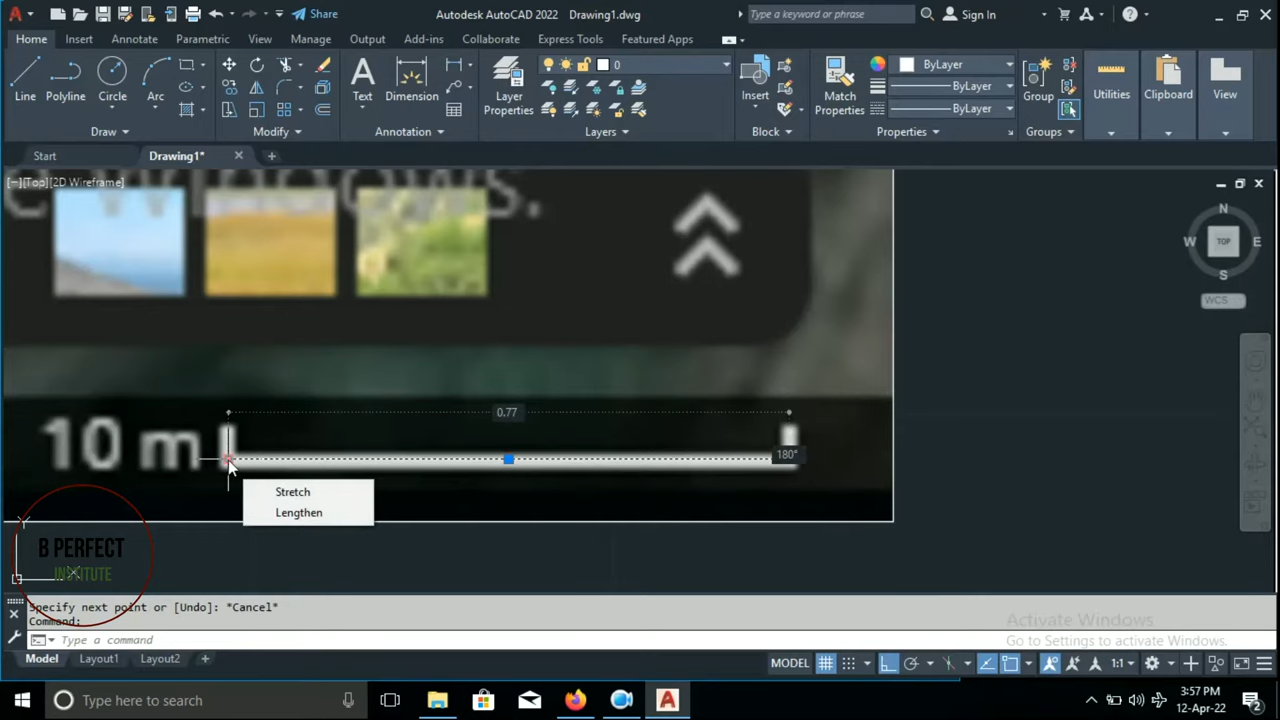 Share
Autodesk AutoCAD 2022 Drawing1.dwg
Type a keyword or phrase
Sign In
Home Insert Annotate Parametric View Manage Output Add-ins Collaborate Express Tools Featured Apps
Line Polyline Circle Arc
Text Dimension
Layer Properties
0
Insert
Match Properties
ByLayer
ByLayer
ByLayer
Group
Utilities
Clipboard
View
Draw Modify Annotation Layers Block Properties Groups
Start Drawing1*
[−][Top][2D Wireframe]
N
W TOP E
S
WCS
0.77
10 m
180°
Stretch
Lengthen
B PERFECT
INSTITUTE
Specify next point or [Undo]: *Cancel*
Command:
Type a command
Activate Windows
Go to Settings to activate Windows.
Model Layout1 Layout2 +
MODEL 1:1
Type here to search
3:57 PM
12-Apr-22
2